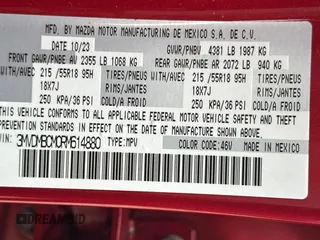 MFD. BY MAZDA MOTOR MANUFACTURING DE MEXICO S.A. DE C.V.
DATE 10/23 GVWR/PNBV 4381 LB 1987 KG
FRONT GAWR/PNBE AV 2355 LB 1068 KG REAR GAWR/PNBE AR 2072 LB 940 KG
WITH/AVEC 215 /55R18 95H TIRES/PNEUS WITH/AVEC 215 /55R18 95H TIRES/PNEUS
18X7J RIMS/JANTES 18X7J RIMS/JANTES
250 KPA/36 PSI COLD/A FROID 250 KPA/36 PSI COLD/A FROID
THIS VEHICLE CONFORMS TO ALL APPLICABLE FEDERAL MOTOR VEHICLE SAFETY
AND THEFT PREVENTION STANDARDS IN EFFECT ON THE DATE OF MANUFACTURE
SHOWN ABOVE.
3MVDMBCM0RM614880 TYPE:MPV
COLOR CODE:46V MADE IN MEXICO